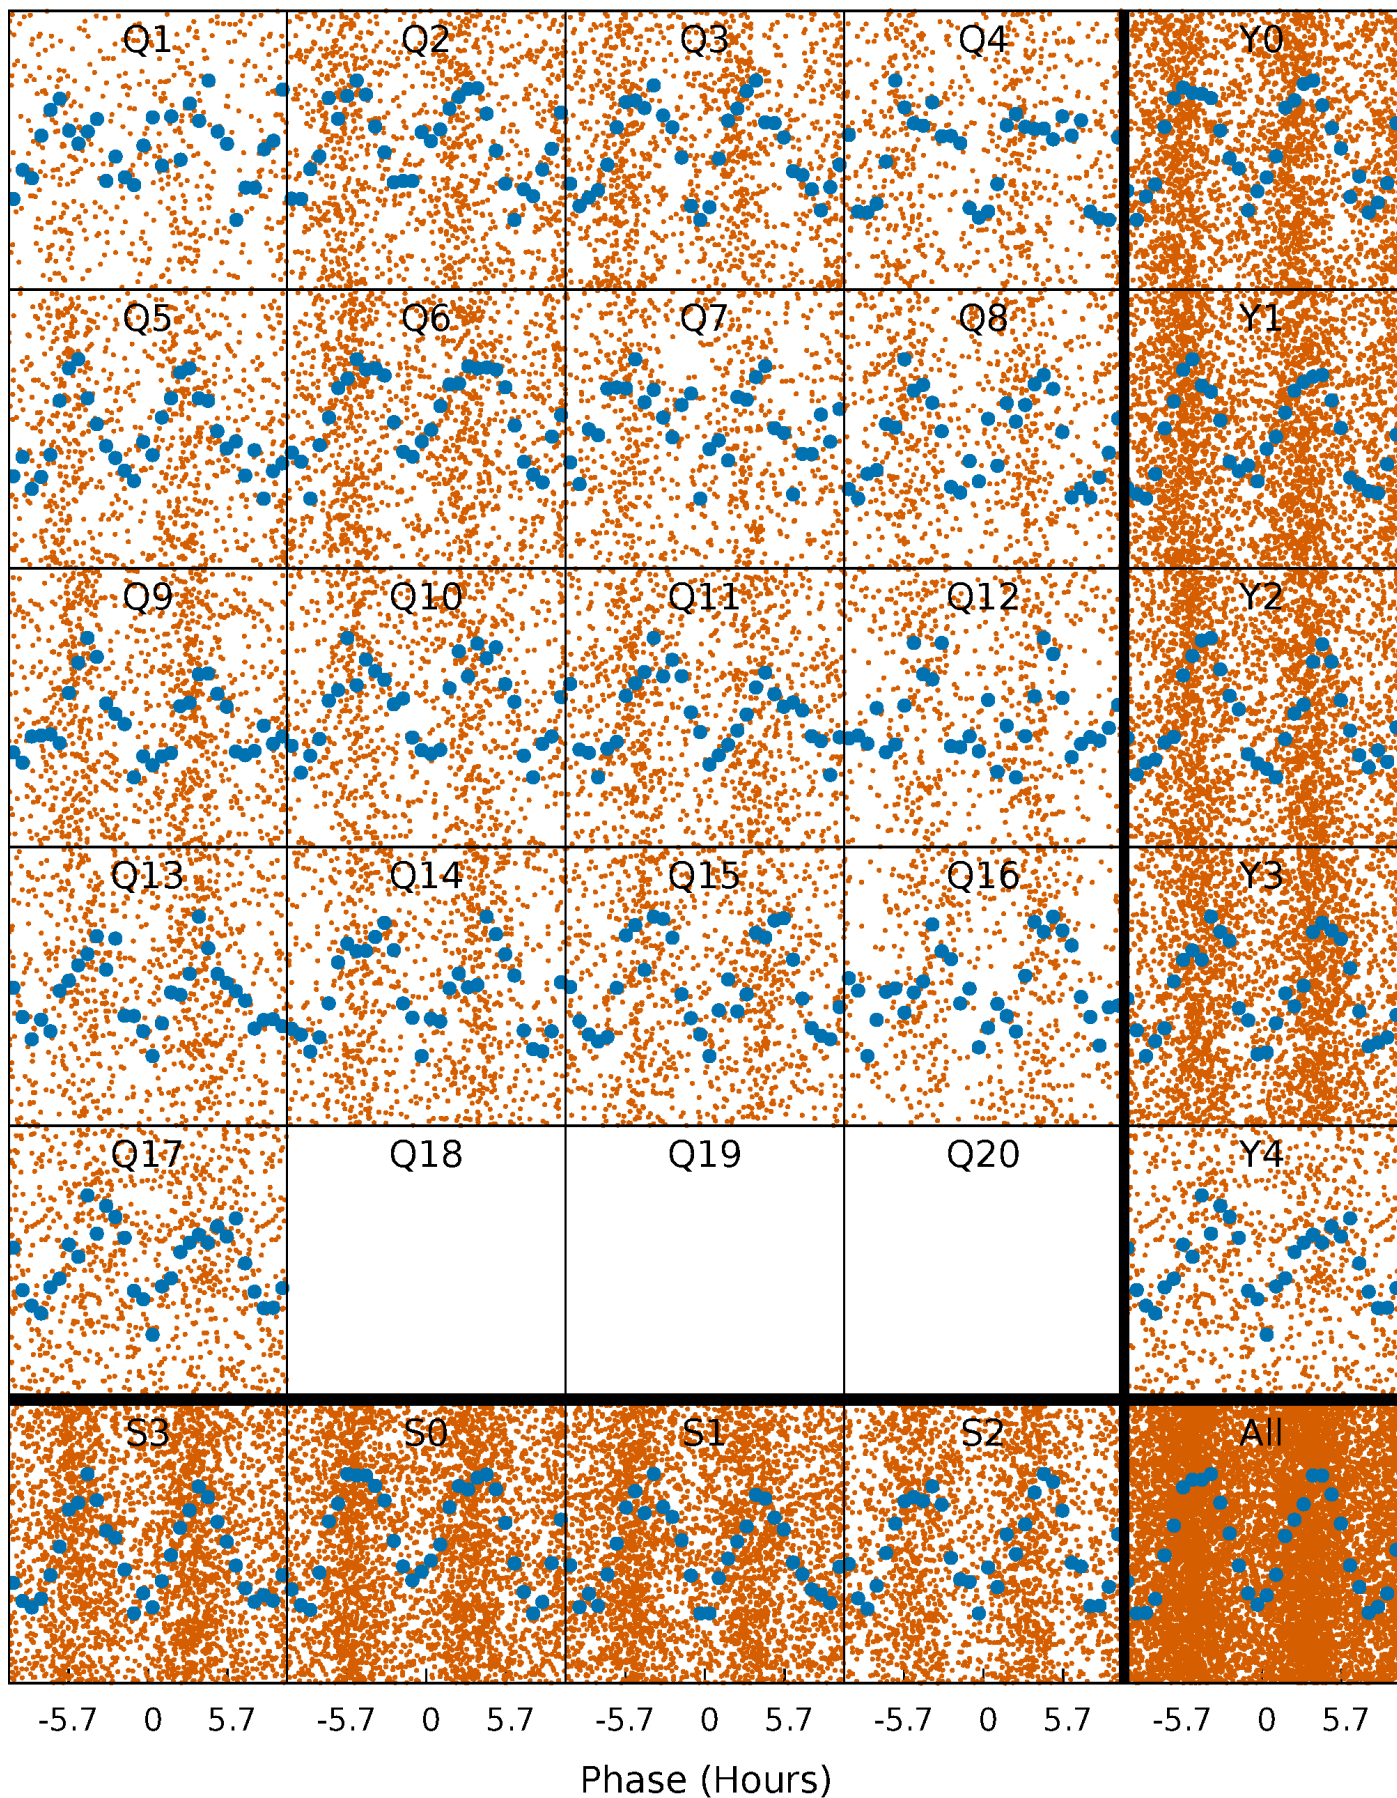 Q1 Q2 Q3 Q4 Y0
Q5 Q6 Q7 Q8 Y1
Q9 Q10 Q11 Q12 Y2
Q13 Q14 Q15 Q16 Y3
Q17 Q18 Q19 Q20 Y4
S3 S0 S1 S2 All
-5.7 0 5.7 -5.7 0 5.7 -5.7 0 5.7 -5.7 0 5.7 -5.7 0 5.7
Phase (Hours)